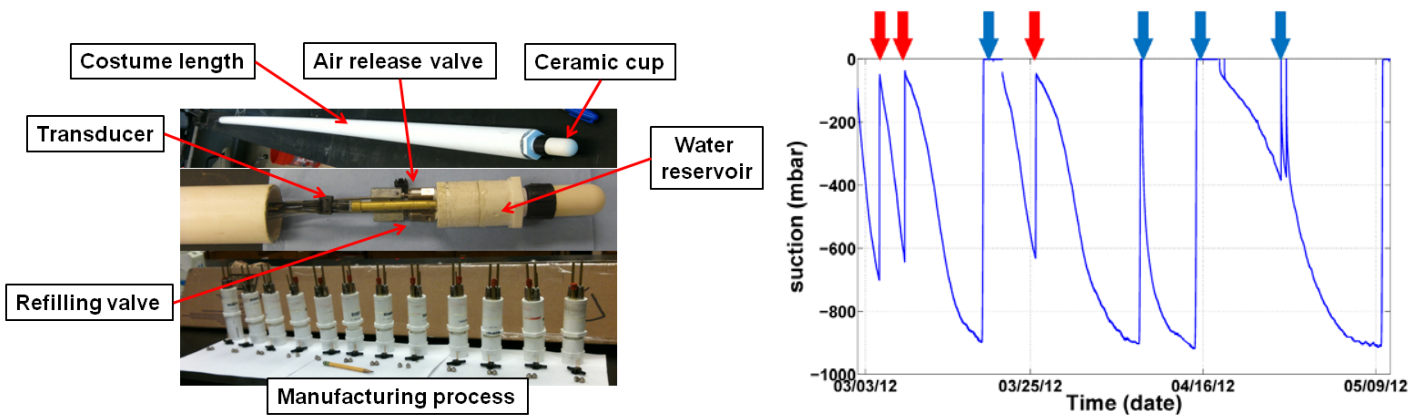 Costume length
Air release valve
Ceramic cup
Transducer
Water
reservoir
Refilling valve
Manufacturing process
suction (mbar)
0
−200
−400
−600
−800
−1000
03/03/12
03/25/12
04/16/12
05/09/12
Time (date)